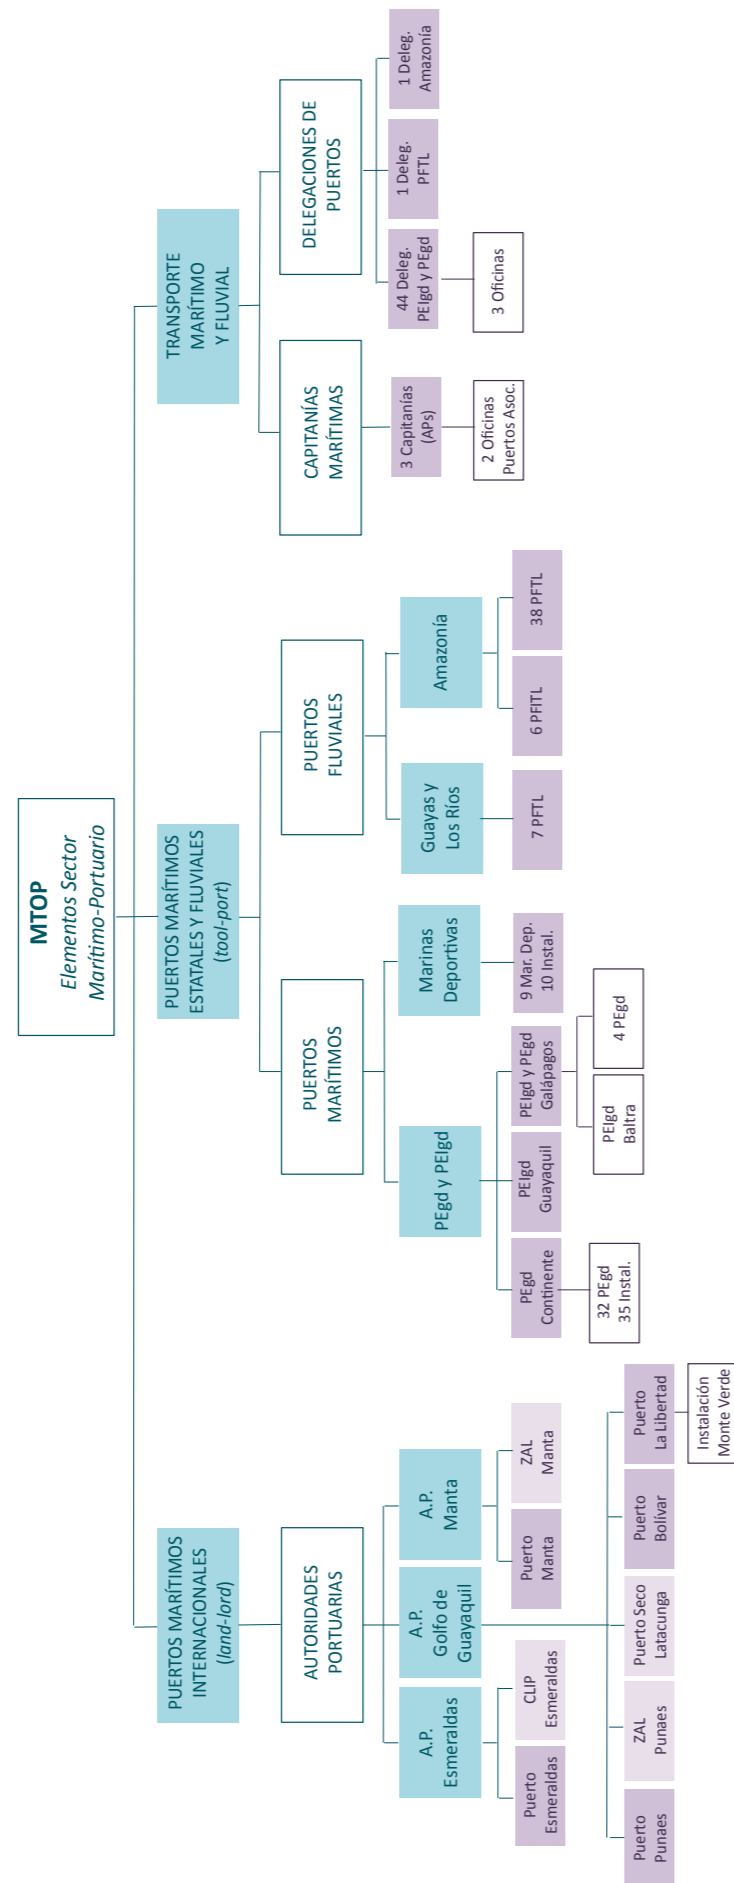 MTOP
Elementos Sector
Marítimo-Portuario
PUERTOS MARÍTIMOS
INTERNACIONALES
(land-lord)
PUERTOS MARÍTIMOS
ESTATALES Y FLUVIALES
(tool-port)
TRANSPORTE
MARÍTIMO
Y FLUVIAL
AUTORIDADES
PORTUARIAS
PUERTOS
MARÍTIMOS
PUERTOS
FLUVIALES
CAPITANÍAS
MARÍTIMAS
DELEGACIONES DE
PUERTOS
A.P.
Esmeraldas
A.P.
Golfo de
Guayaquil
A.P.
Manta
PEgd y PEIgd
Marinas
Deportivas
Guayas y
Los Ríos
Amazonía
3 Capitanías
(APs)
44 Deleg.
PEIgd y PEgd
1 Deleg.
PFTL
1 Deleg.
Amazonía
Puerto
Esmeraldas
CLIP
Esmeraldas
Puerto
Manta
ZAL
Manta
PEgd
Continente
PEIgd
Guayaquil
PEIgd y PEgd
Galápagos
9 Mar. Dep.
10 Instal.
7 PFTL
6 PFITL
38 PFTL
2 Oficinas
Puertos Asoc.
3 Oficinas
32 PEgd
35 Instal.
PEIgd
Baltra
4 PEgd
Puerto
Punaes
ZAL
Punaes
Puerto Seco
Latacunga
Puerto
Bolívar
Puerto
La Libertad
Instalación
Monte Verde